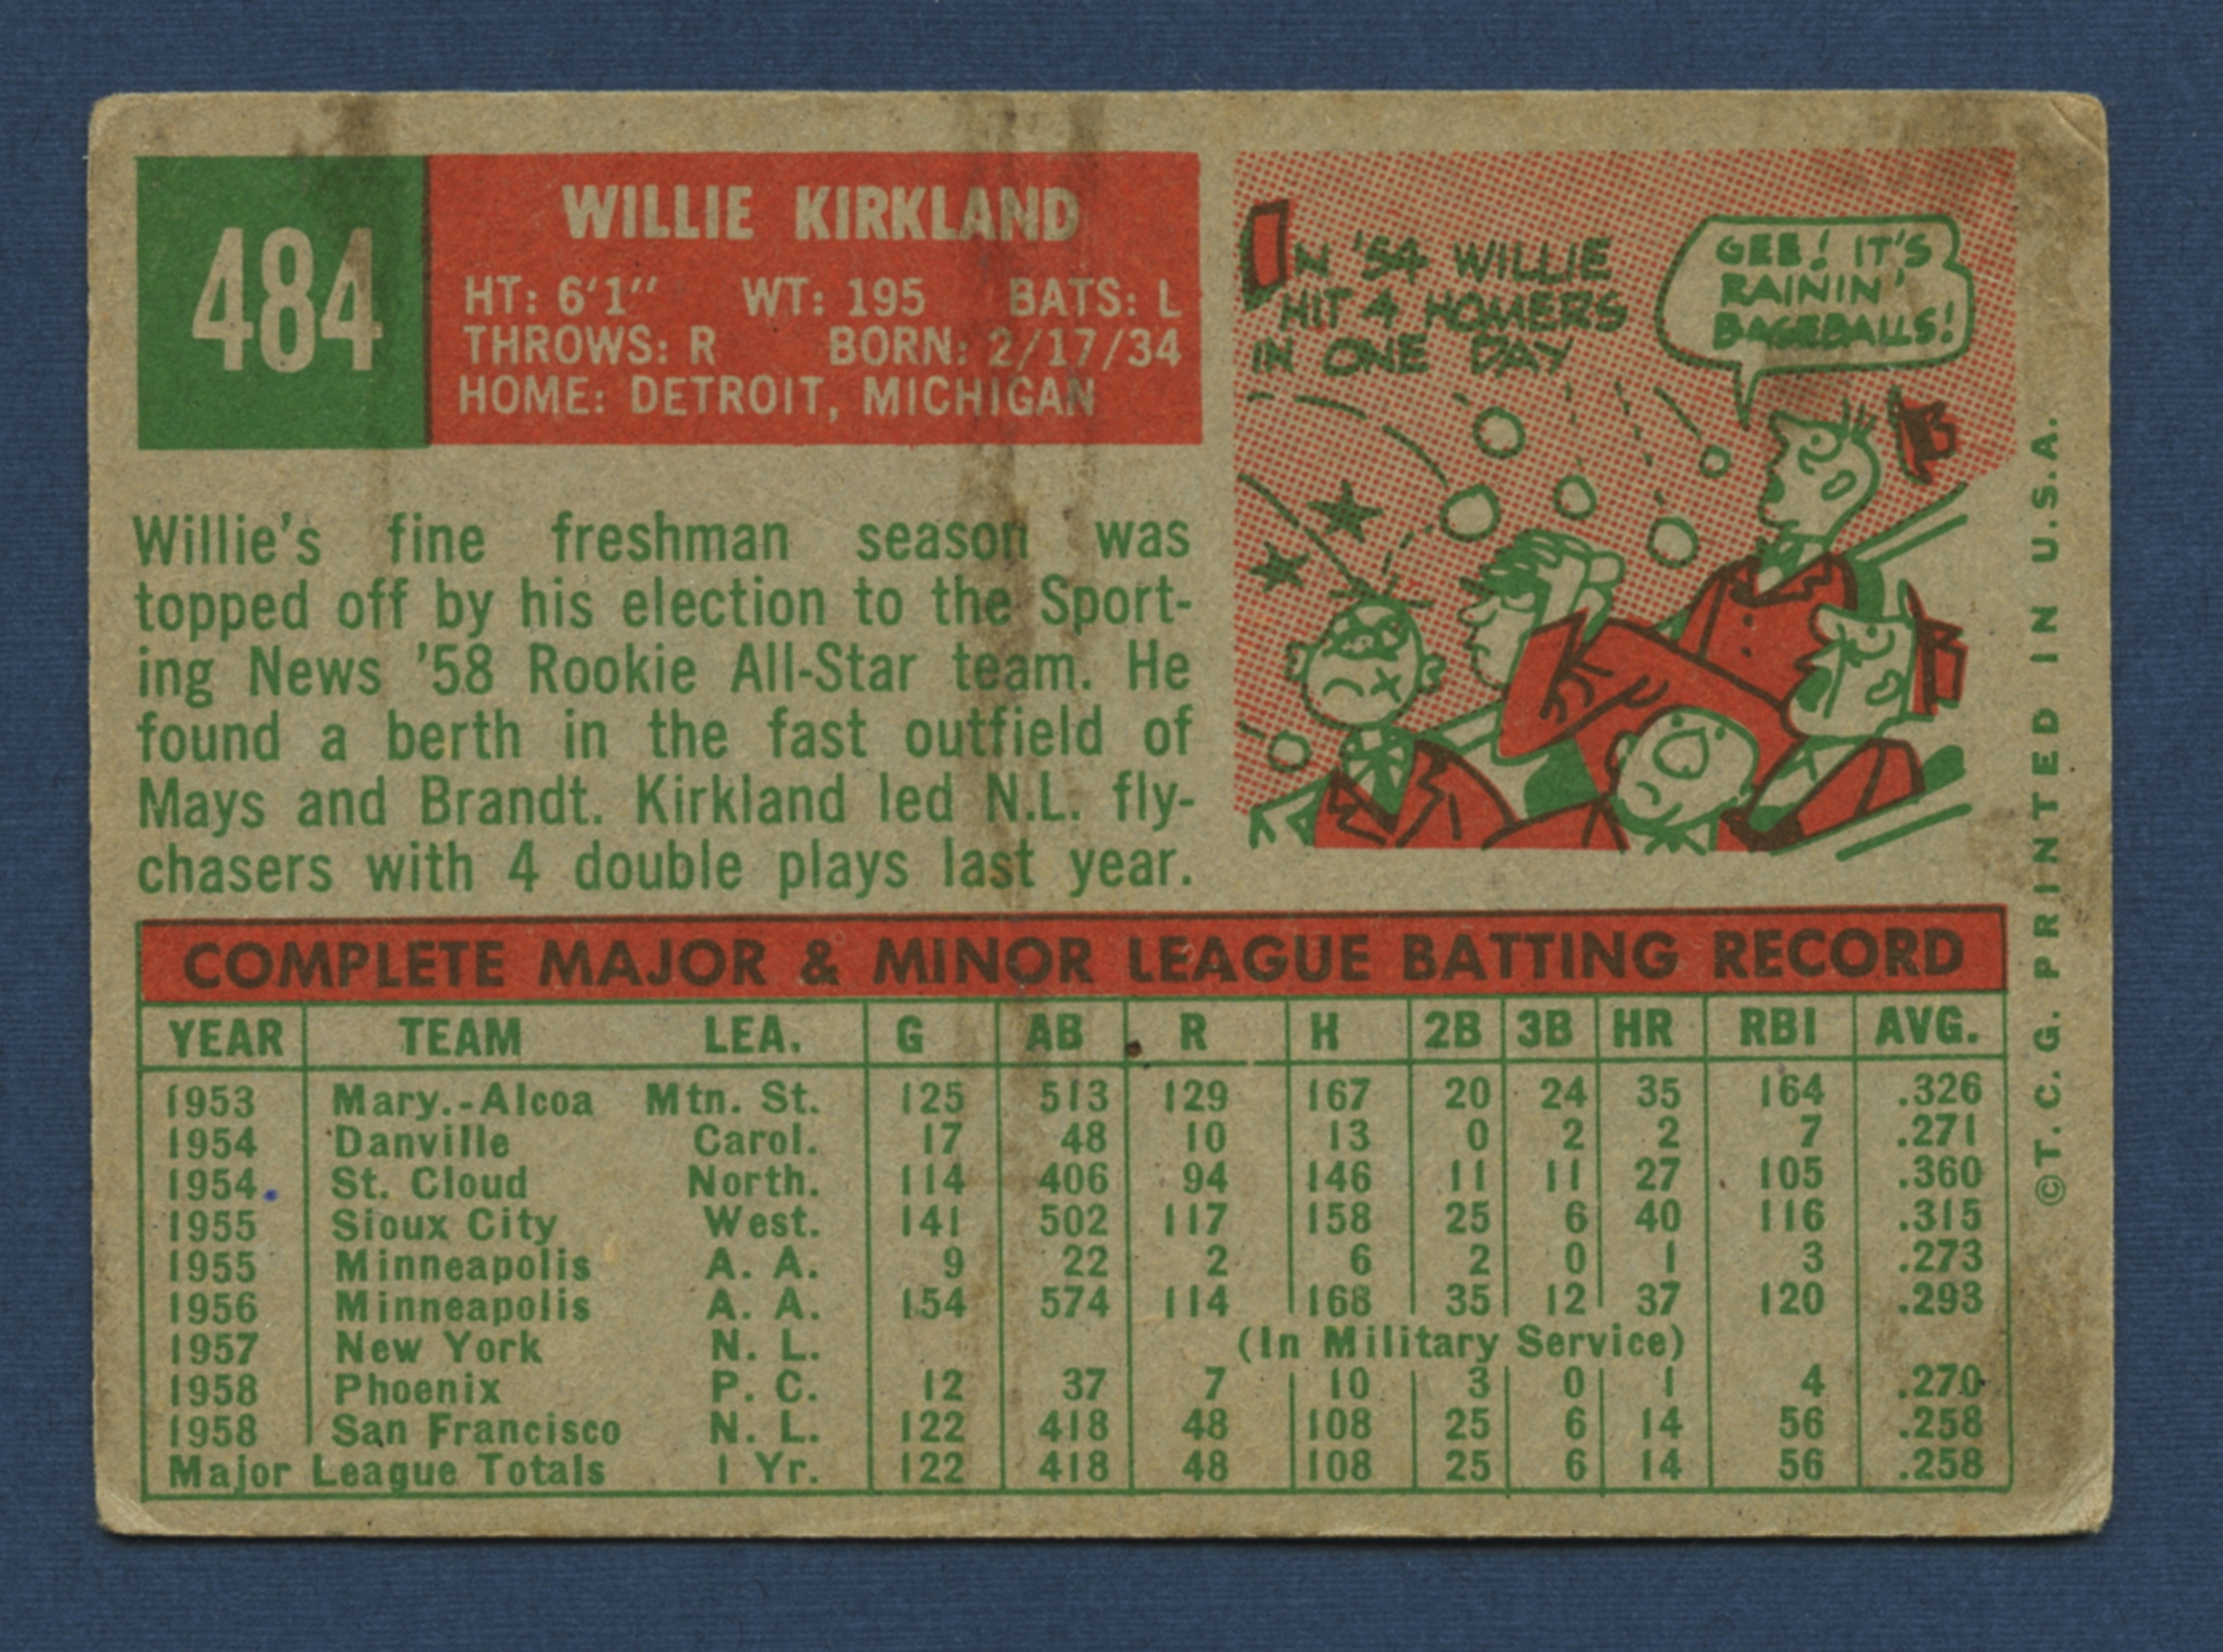 484
WILLIE KIRKLAND
HT: 6'1" WT: 195 BATS: L
THROWS: R BORN: 2/17/34
HOME: DETROIT, MICHIGAN
IN '54 WILLIE
HIT 4 HOMERS
IN ONE DAY
GEE! IT'S
RAININ'
BASEBALLS!
Willie's fine freshman season was
topped off by his election to the Sport-
ing News '58 Rookie All-Star team. He
found a berth in the fast outfield of
Mays and Brandt. Kirkland led N.L. fly-
chasers with 4 double plays last year.
COMPLETE MAJOR & MINOR LEAGUE BATTING RECORD
YEAR TEAM LEA. G AB R H 2B 3B HR RBI AVG.
1953 Mary.-Alcoa Mtn. St. 125 513 129 167 20 24 35 164 .326
1954 Danville Carol. 17 48 10 13 0 2 2 7 .271
1954 St. Cloud North. 114 406 94 146 11 11 27 105 .360
1955 Sioux City West. 141 502 117 158 25 6 40 116 .315
1955 Minneapolis A. A. 9 22 2 6 2 0 1 3 .273
1956 Minneapolis A. A. 154 574 114 168 35 12 37 120 .293
1957 New York N. L. (In Military Service)
1958 Phoenix P. C. 12 37 7 10 3 0 1 4 .270
1958 San Francisco N. L. 122 418 48 108 25 6 14 56 .258
Major League Totals 1 Yr. 122 418 48 108 25 6 14 56 .258
©T. C. G. PRINTED IN U.S.A.